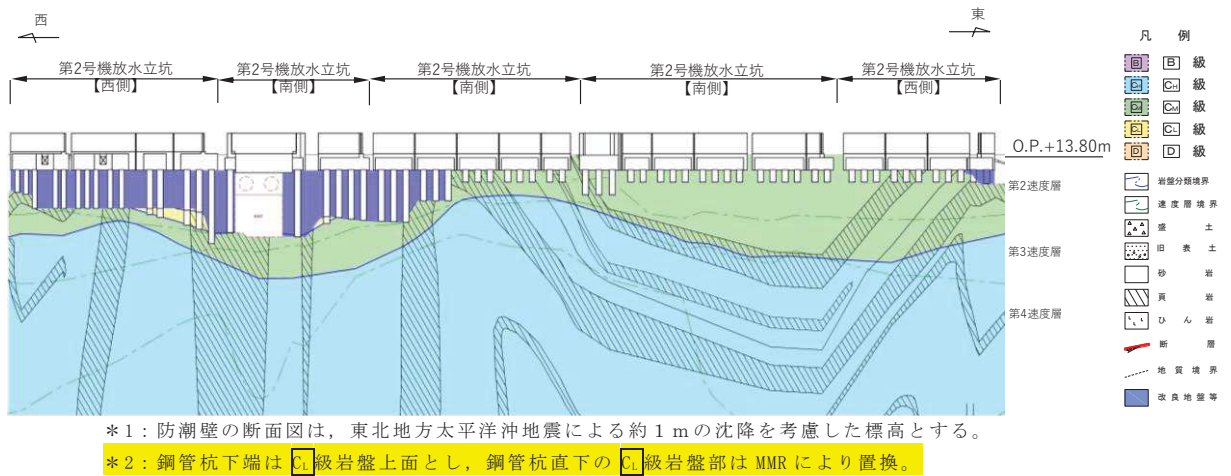 西
東
第2号機放水立坑
【西側】
第2号機放水立坑
【南側】
第2号機放水立坑
【南側】
第2号機放水立坑
【南側】
第2号機放水立坑
【西側】
O.P.+13.80m
第2速度層
第3速度層
第4速度層
凡 例
B B 級
CH CH 級
CM CM 級
CL CL 級
D D 級
岩盤分類境界
速度層境界
盛土
旧表土
砂岩
頁岩
ひん岩
断層
地質境界
改良地盤等
＊1：防潮壁の断面図は，東北地方太平洋沖地震による約１ｍの沈降を考慮した標高とする。
＊2：鋼管杭下端は CL級岩盤上面とし，鋼管杭直下の CL級岩盤部は MMR により置換。